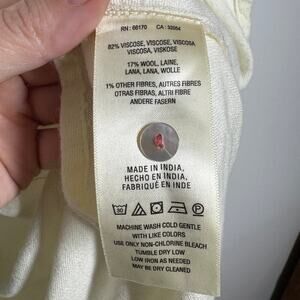 RN: 66170 CA: 32054
82% VISCOSE, VISCOSE, VISCOSA
VISCOSA, VISKOSE
17% WOOL, LAINE,
LANA, LANA, WOLLE
1% OTHER FIBRES, AUTRES FIBRES
OTRAS FIBRAS, ALTRI FIBRE
ANDERE FASERN
MADE IN INDIA,
HECHO EN INDIA,
FABRIQUÉ EN INDE
30
MACHINE WASH COLD GENTLE
WITH LIKE COLORS
USE ONLY NON-CHLORINE BLEACH
TUMBLE DRY LOW
LOW IRON AS NEEDED
MAY BE DRY CLEANED